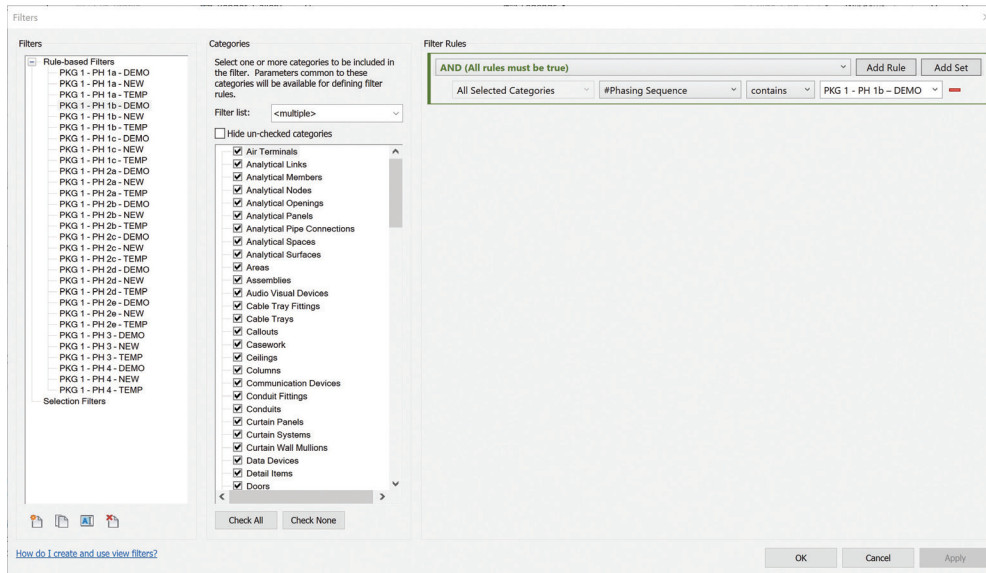 Filters
Filters
Rule-based Filters
PKG 1 - PH 1a - DEMO
PKG 1 - PH 1a - NEW
PKG 1 - PH 1a - TEMP
PKG 1 - PH 1b - DEMO
PKG 1 - PH 1b - NEW
PKG 1 - PH 1b - TEMP
PKG 1 - PH 1c - DEMO
PKG 1 - PH 1c - NEW
PKG 1 - PH 1c - TEMP
PKG 1 - PH 2a - DEMO
PKG 1 - PH 2a - NEW
PKG 1 - PH 2a - TEMP
PKG 1 - PH 2b - DEMO
PKG 1 - PH 2b - NEW
PKG 1 - PH 2b - TEMP
PKG 1 - PH 2c - DEMO
PKG 1 - PH 2c - NEW
PKG 1 - PH 2c - TEMP
PKG 1 - PH 2d - DEMO
PKG 1 - PH 2d - NEW
PKG 1 - PH 2d - TEMP
PKG 1 - PH 2e - DEMO
PKG 1 - PH 2e - NEW
PKG 1 - PH 2e - TEMP
PKG 1 - PH 3 - DEMO
PKG 1 - PH 3 - NEW
PKG 1 - PH 3 - TEMP
PKG 1 - PH 4 - DEMO
PKG 1 - PH 4 - NEW
PKG 1 - PH 4 - TEMP
Selection Filters
How do I create and use view filters?
Categories
Select one or more categories to be included in
the filter. Parameters common to these
categories will be available for defining filter
rules.
Filter list: <multiple>
Hide un-checked categories
Air Terminals
Analytical Links
Analytical Members
Analytical Nodes
Analytical Openings
Analytical Panels
Analytical Pipe Connections
Analytical Spaces
Analytical Surfaces
Areas
Assemblies
Audio Visual Devices
Cable Tray Fittings
Cable Trays
Callouts
Casework
Ceilings
Columns
Communication Devices
Conduit Fittings
Conduits
Curtain Panels
Curtain Systems
Curtain Wall Mullions
Data Devices
Detail Items
Doors
Check All Check None
Filter Rules
AND (All rules must be true) Add Rule Add Set
All Selected Categories #Phasing Sequence contains PKG 1 - PH 1b – DEMO
OK Cancel Apply